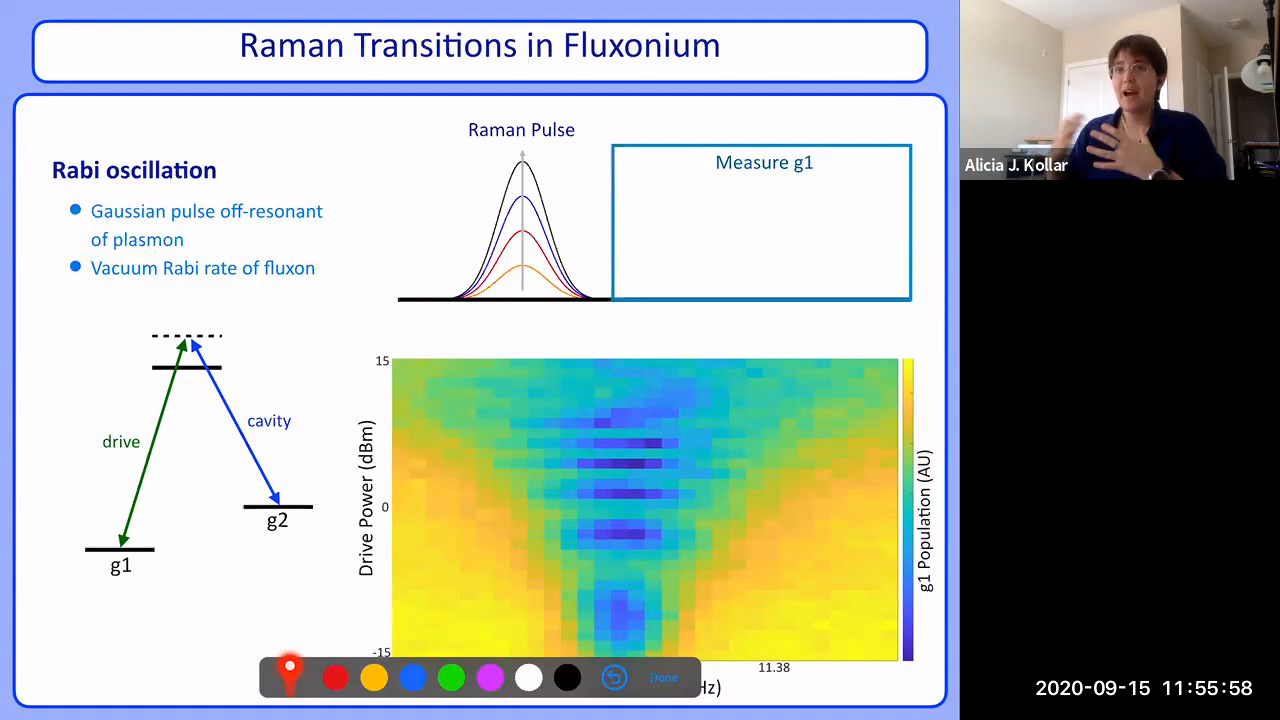 Raman Transitions in Fluxonium
Alicia J. Kollar
Rabi oscillation
Gaussian pulse off-resonant
of plasmon
Vacuum Rabi rate of fluxon
Raman Pulse
Measure g1
drive
cavity
g1
g2
15
0
-15
Drive Power (dBm)
11.38
Hz)
g1 Population (AU)
Done
2020-09-15 11:55:58